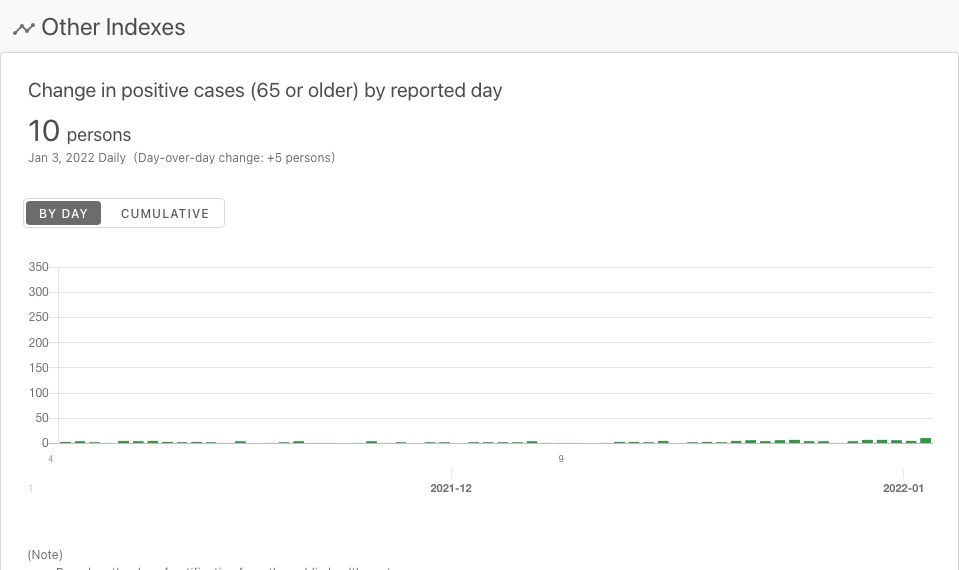 Other Indexes
Change in positive cases (65 or older) by reported day
10 persons
Jan 3, 2022 Daily (Day-over-day change: +5 persons)
BY DAY CUMULATIVE
350
300
250
200
150
100
50
0
4 9
1 2021-12 2022-01
(Note)